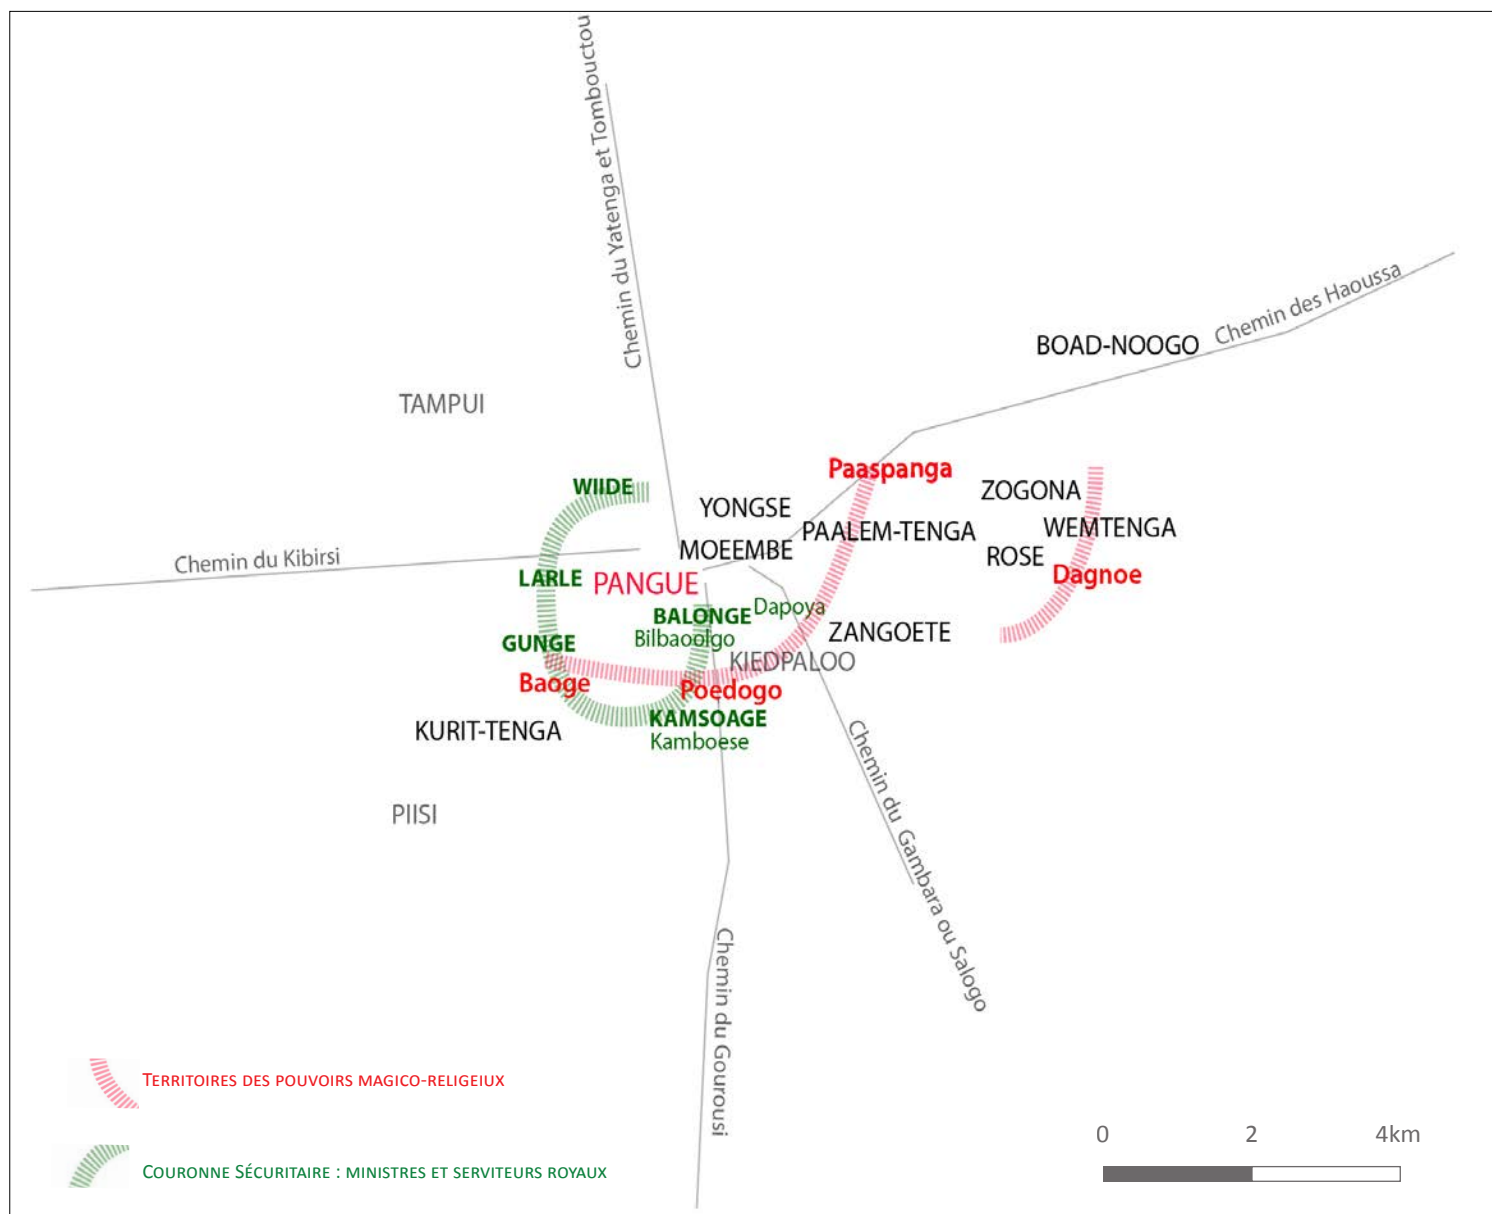 Chemin du Yatenga et Tombouctou
Chemin des Haoussa
BOAD-NOOGO
TAMPUI
Paaspanga
WIIDE
ZOGONA
YONGSE
PAALEM-TENGA
WEMTENGA
MOEEMBE
ROSE
Chemin du Kibirsi
LARLE
PANGUE
Dagnoe
BALONGE
Dapoya
Bilbaoolgo
ZANGOETE
GUNGE
KIEDPALOO
Baoge
Poedogo
KAMSOAGE
Kamboese
KURIT-TENGA
PIISI
Chemin du Gambara ou Salogo
Chemin du Gourousi
TERRITOIRES DES POUVOIRS MAGICO-RELIGEIUX
COURONNE SÉCURITAIRE : MINISTRES ET SERVITEURS ROYAUX
0 2 4km